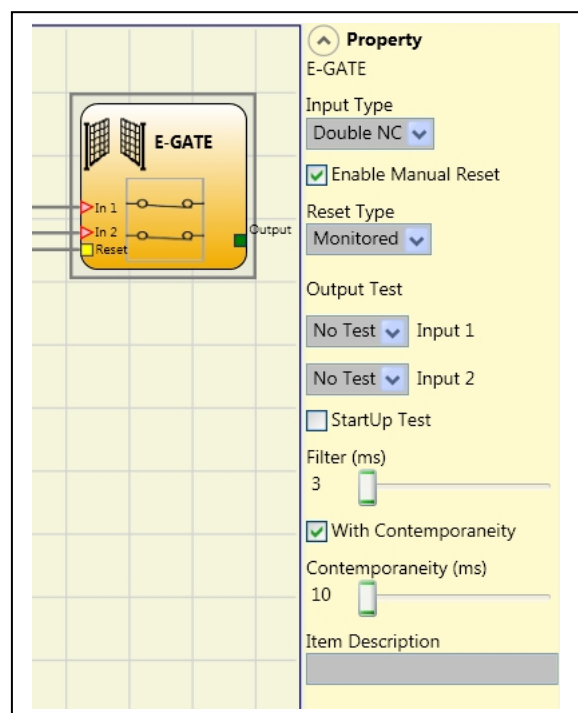 E-GATE
In 1
In 2
Reset
Output
Property
E-GATE
Input Type
Double NC
Enable Manual Reset
Reset Type
Monitored
Output Test
No Test Input 1
No Test Input 2
StartUp Test
Filter (ms)
3
With Contemporaneity
Contemporaneity (ms)
10
Item Description